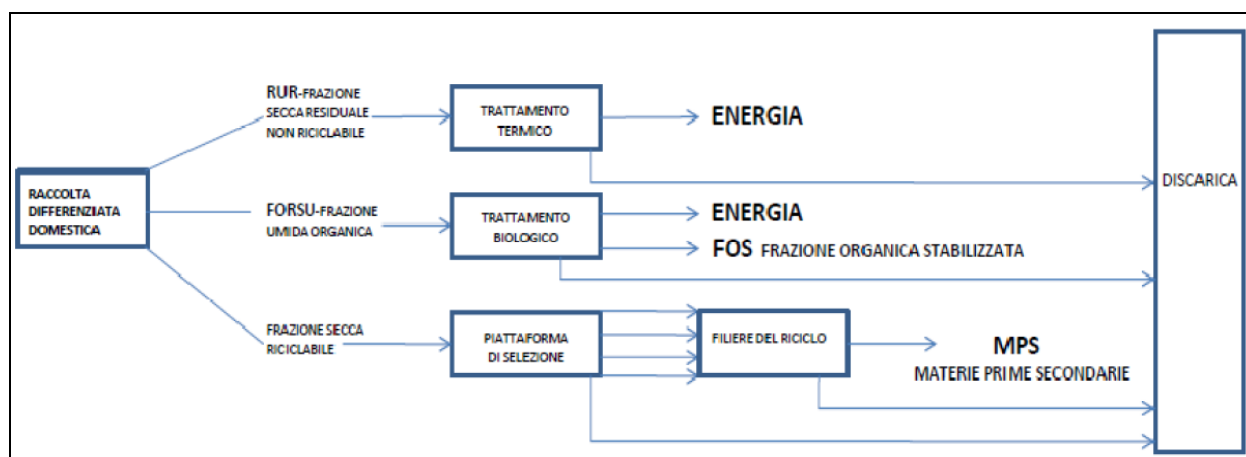 RACCOLTA
DIFFERENZIATA
DOMESTICA
RUR-FRAZIONE
SECCA RESIDUALE
NON RICICLABILE
TRATTAMENTO
TERMICO
ENERGIA
FORSU-FRAZIONE
UMIDA ORGANICA
TRATTAMENTO
BIOLOGICO
ENERGIA
FOS FRAZIONE ORGANICA STABILIZZATA
FRAZIONE SECCA
RICICLABILE
PIATTAFORMA
DI SELEZIONE
FILIERE DEL RICICLO
MPS
MATERIE PRIME SECONDARIE
DISCARICA